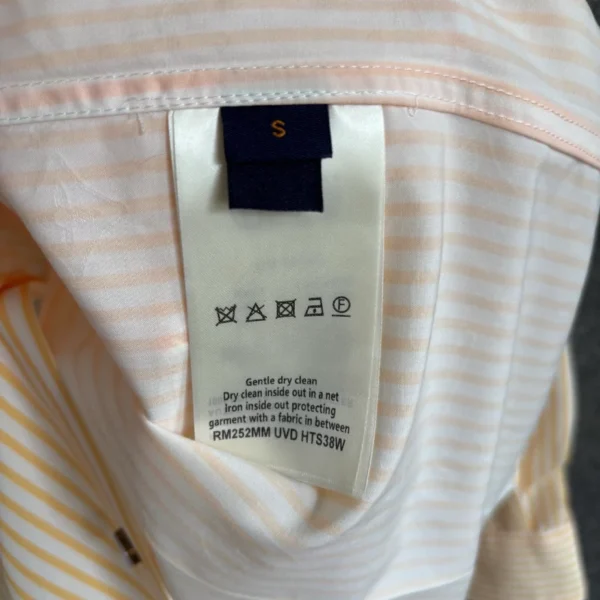 S
F
Gentle dry clean
Dry clean inside out in a net
Iron inside out protecting
garment with a fabric in between
RM252MM UVD HTS38W